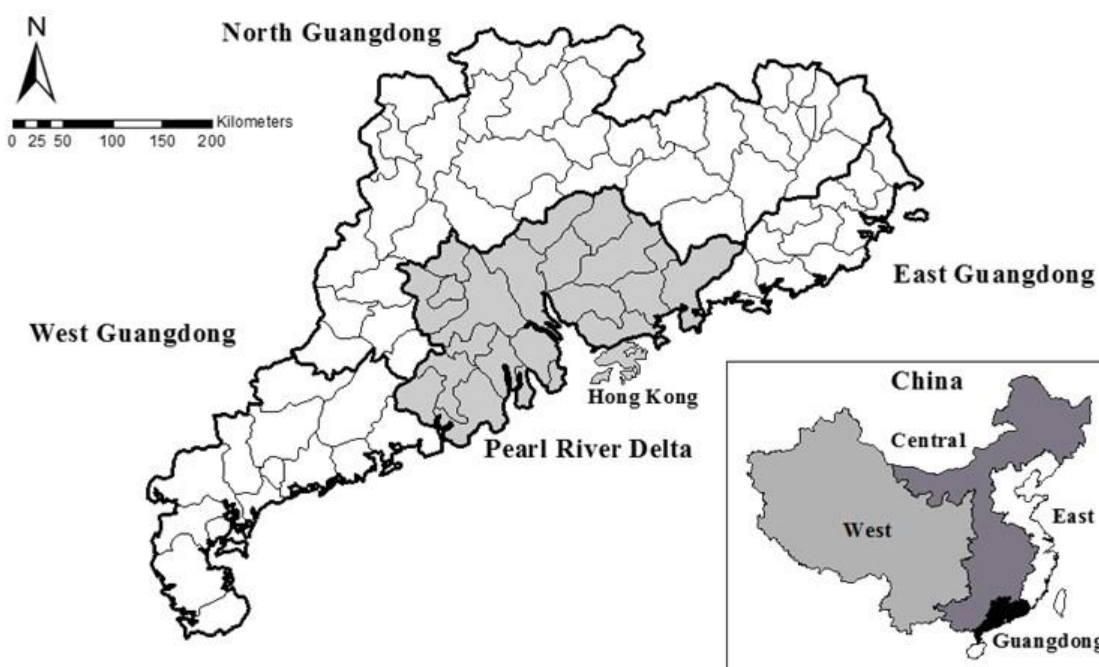 North Guangdong
N
Kilometers
0 25 50 100 150 200
East Guangdong
West Guangdong
Hong Kong
Pearl River Delta
China
Central
East
West
Guangdong